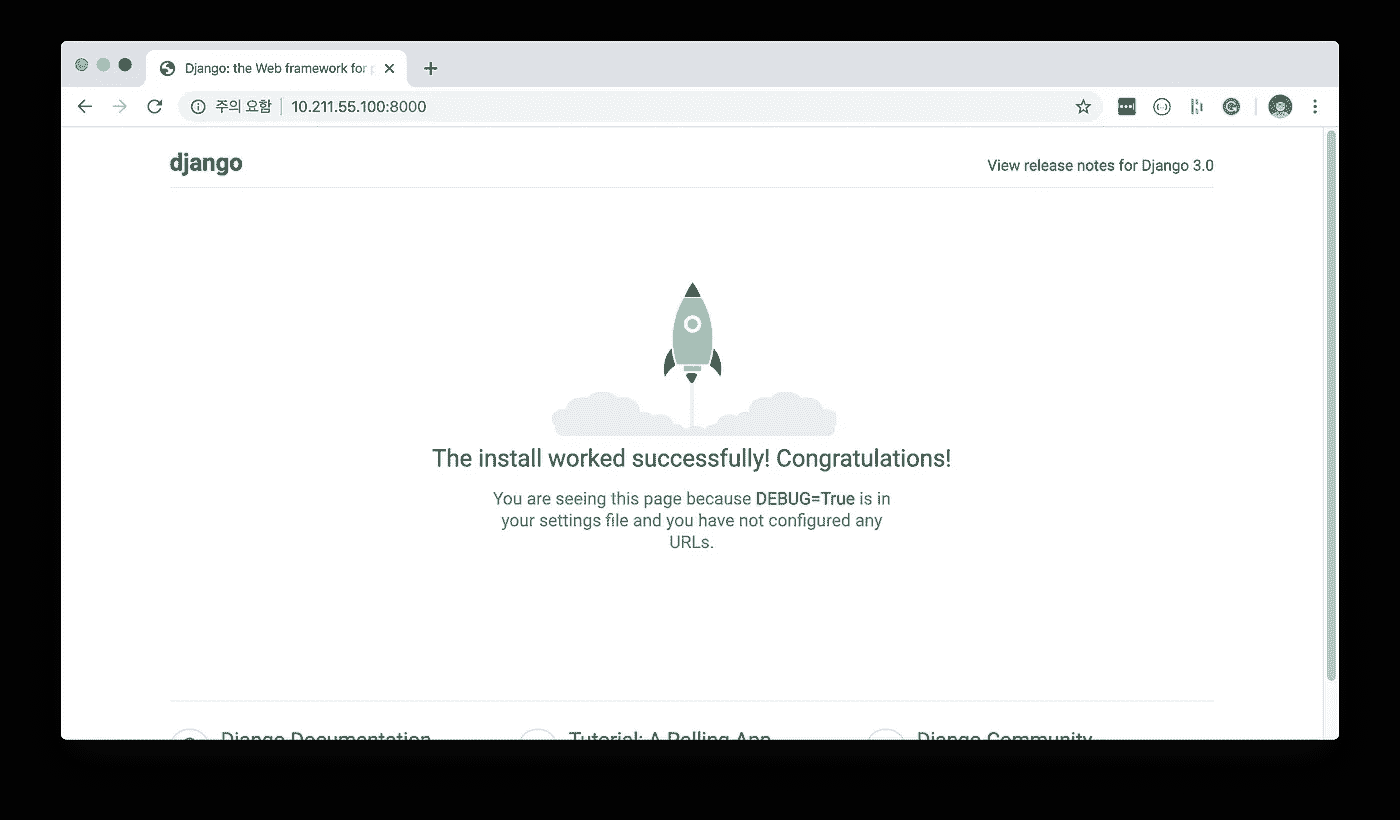 Django: the Web framework for p
주의 요함 10.211.55.100:8000
django
View release notes for Django 3.0
The install worked successfully! Congratulations!
You are seeing this page because DEBUG=True is in
your settings file and you have not configured any
URLs.
Django Documentation Tutorial: A Polling App Django Community